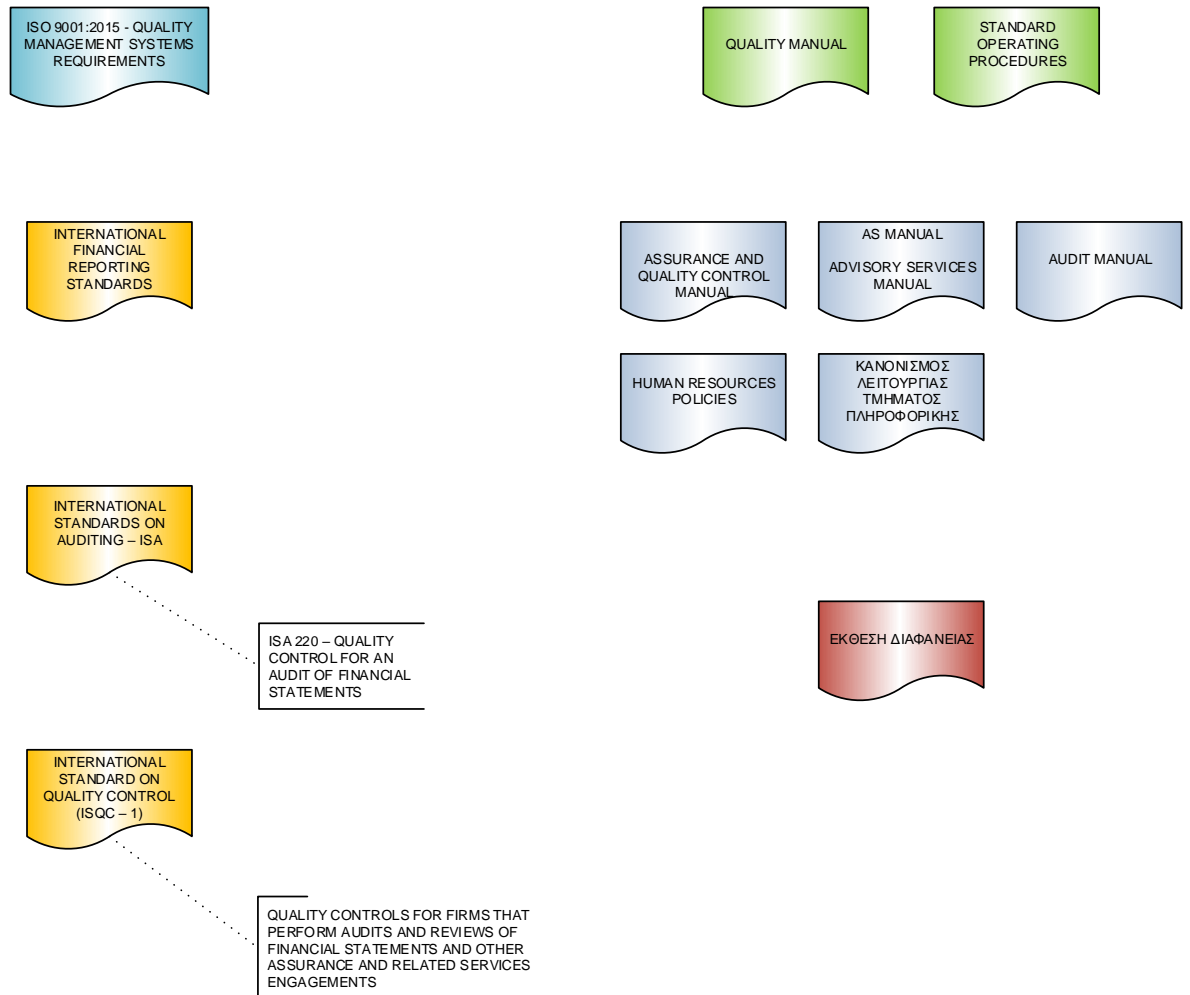 ISO 9001:2015 - QUALITY
MANAGEMENT SYSTEMS
REQUIREMENTS
QUALITY MANUAL
STANDARD
OPERATING
PROCEDURES
INTERNATIONAL
FINANCIAL
REPORTING
STANDARDS
ASSURANCE AND
QUALITY CONTROL
MANUAL
AS MANUAL
ADVISORY SERVICES
MANUAL
AUDIT MANUAL
HUMAN RESOURCES
POLICIES
ΚΑΝΟΝΙΣΜΟΣ
ΛΕΙΤΟΥΡΓΙΑΣ
ΤΜΗΜΑΤΟΣ
ΠΛΗΡΟΦΟΡΙΚΗΣ
INTERNATIONAL
STANDARDS ON
AUDITING – ISA
ISA 220 – QUALITY
CONTROL FOR AN
AUDIT OF FINANCIAL
STATEMENTS
ΕΚΘΕΣΗ ΔΙΑΦΑΝΕΙΑΣ
INTERNATIONAL
STANDARD ON
QUALITY CONTROL
(ISQC – 1)
QUALITY CONTROLS FOR FIRMS THAT
PERFORM AUDITS AND REVIEWS OF
FINANCIAL STATEMENTS AND OTHER
ASSURANCE AND RELATED SERVICES
ENGAGEMENTS